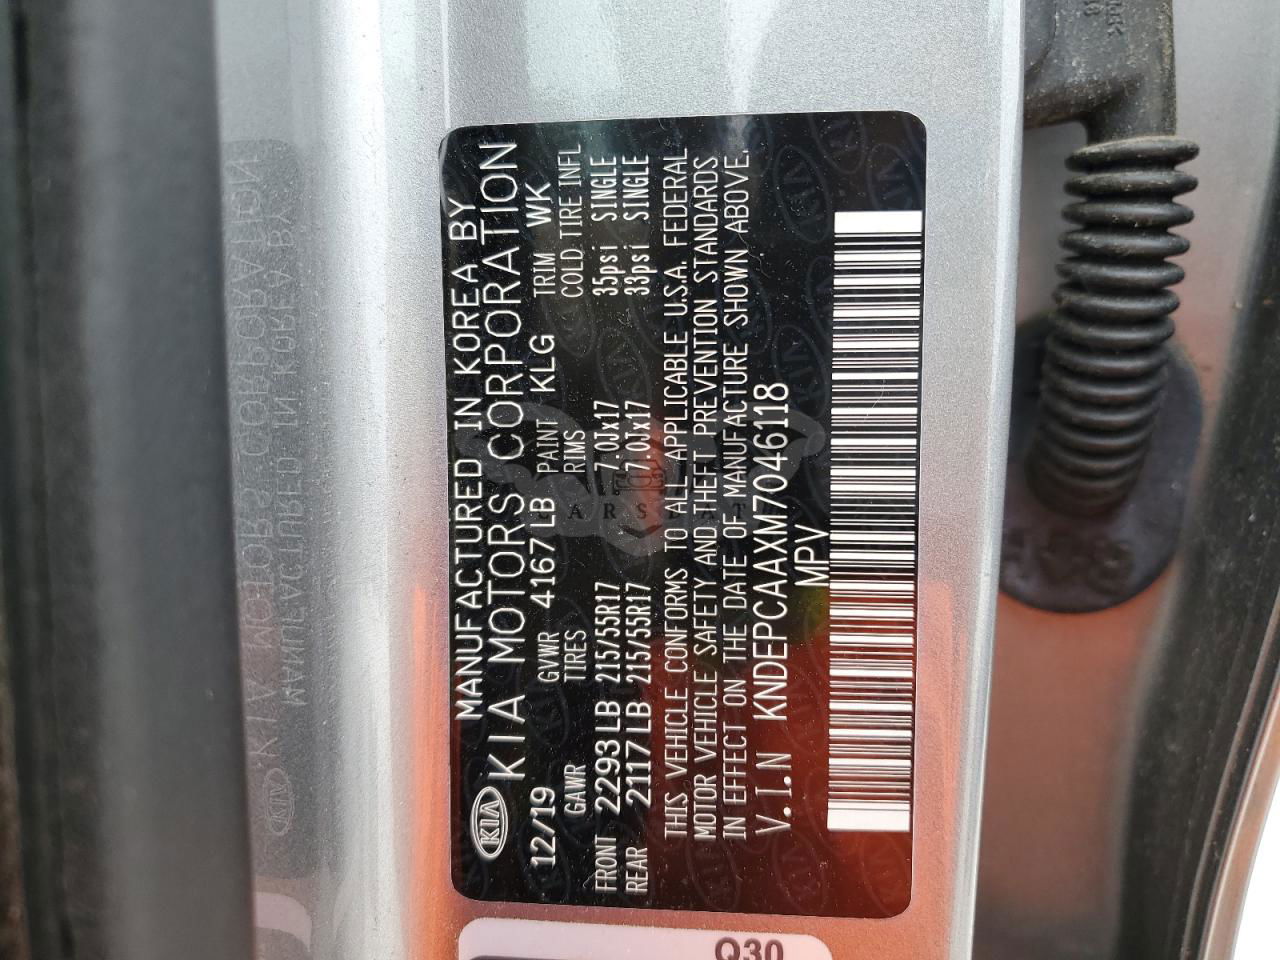 MANUFACTURED IN KOREA BY
KIA KIA MOTORS CORPORATION
12/19 GVWR 4167 LB PAINT KLG TRIM WK
GAWR TIRES RIMS COLD TIRE INFL
FRONT 2293 LB 215/55R17 7.0Jx17 35psi SINGLE
REAR 2117 LB 215/55R17 7.0Jx17 33psi SINGLE
THIS VEHICLE CONFORMS TO ALL APPLICABLE U.S.A. FEDERAL
MOTOR VEHICLE SAFETY AND THEFT PREVENTION STANDARDS
IN EFFECT ON THE DATE OF MANUFACTURE SHOWN ABOVE.
V.I.N KNDEPCAAXM7046118
MPV
Q30